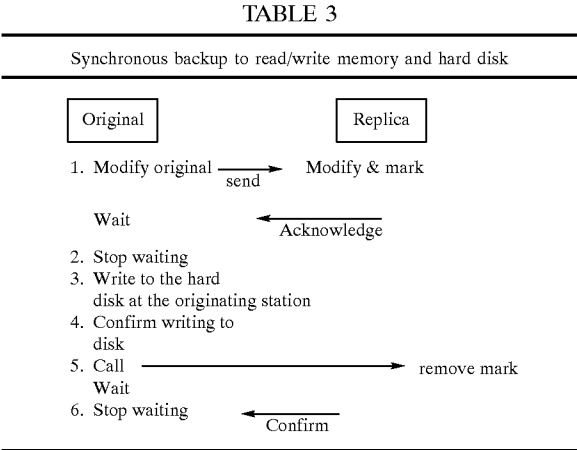 TABLE 3
Synchronous backup to read/write memory and hard disk
Original Replica
1. Modify original send Modify & mark
Wait Acknowledge
2. Stop waiting
3. Write to the hard
disk at the originating station
4. Confirm writing to
disk
5. Call remove mark
Wait
6. Stop waiting Confirm